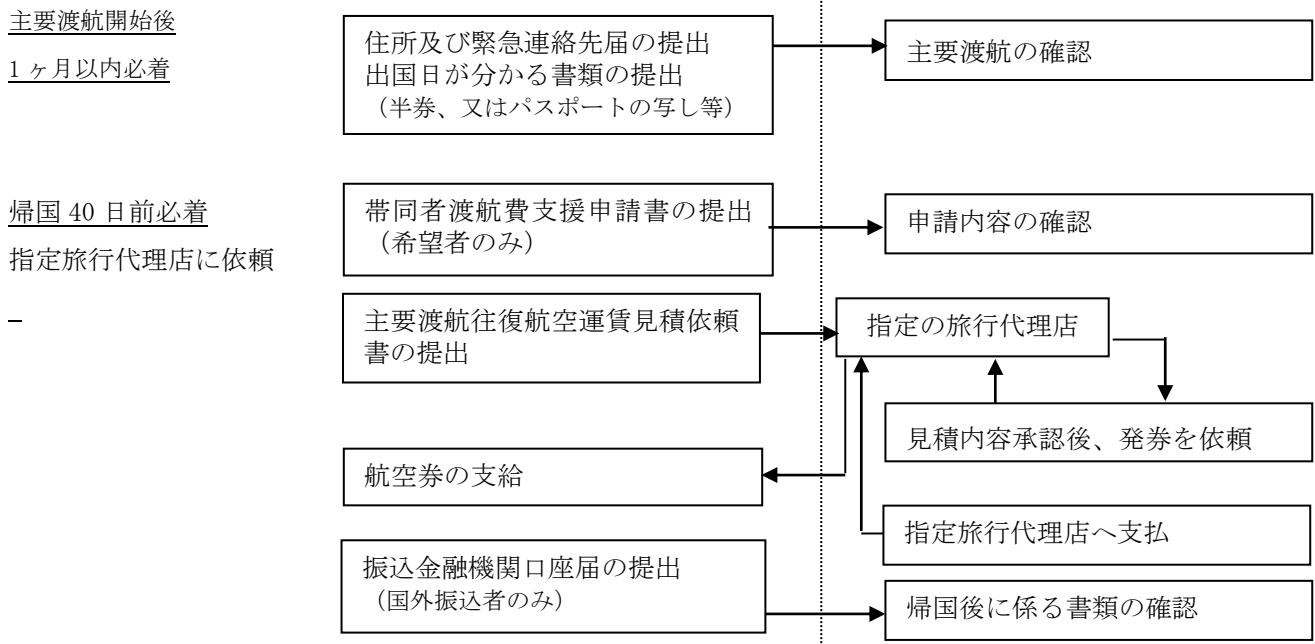 主要渡航開始後
1ヶ月以内必着
住所及び緊急連絡先届の提出
出国日が分かる書類の提出
（半券、又はパスポートの写し等）
主要渡航の確認
帰国 40 日前必着
指定旅行代理店に依頼
帯同者渡航費支援申請書の提出
（希望者のみ）
申請内容の確認
主要渡航往復航空運賃見積依頼
書の提出
指定の旅行代理店
見積内容承認後、発券を依頼
航空券の支給
指定旅行代理店へ支払
振込金融機関口座届の提出
（国外振込者のみ）
帰国後に係る書類の確認